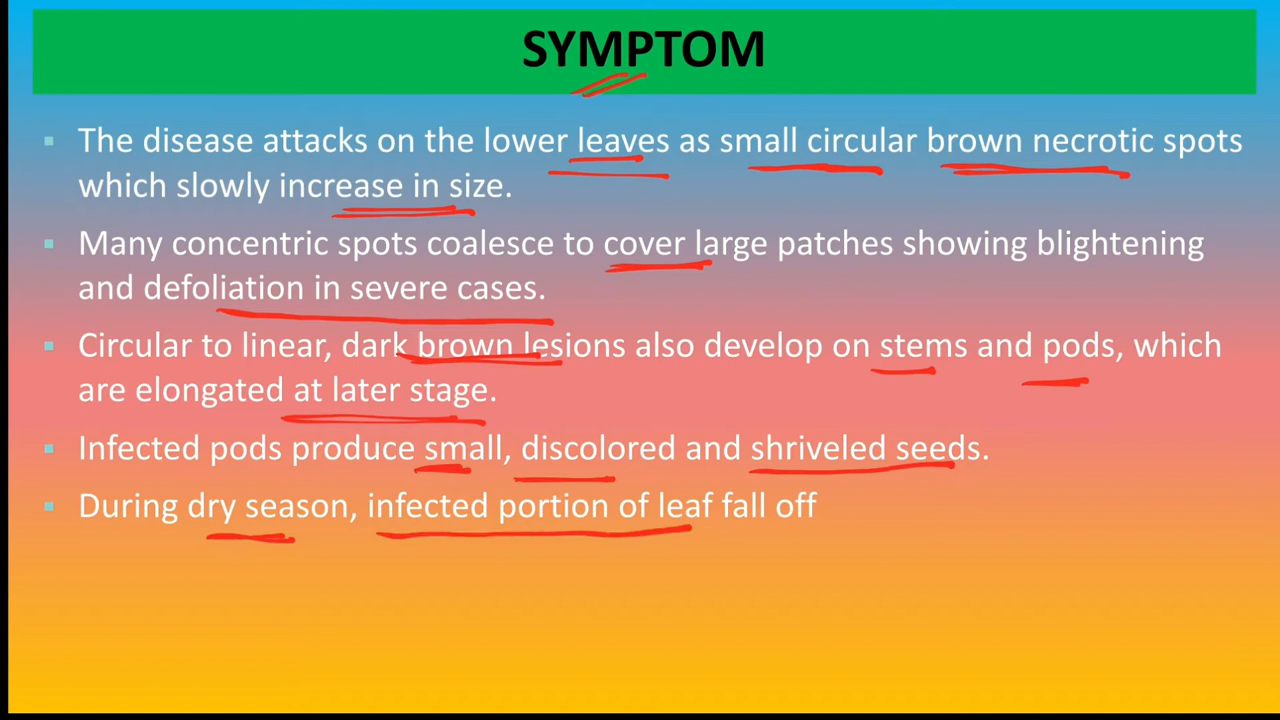 SYMPTOM
▪ The disease attacks on the lower leaves as small circular brown necrotic spots
which slowly increase in size.
▪ Many concentric spots coalesce to cover large patches showing blightening
and defoliation in severe cases.
▪ Circular to linear, dark brown lesions also develop on stems and pods, which
are elongated at later stage.
▪ Infected pods produce small, discolored and shriveled seeds.
▪ During dry season, infected portion of leaf fall off